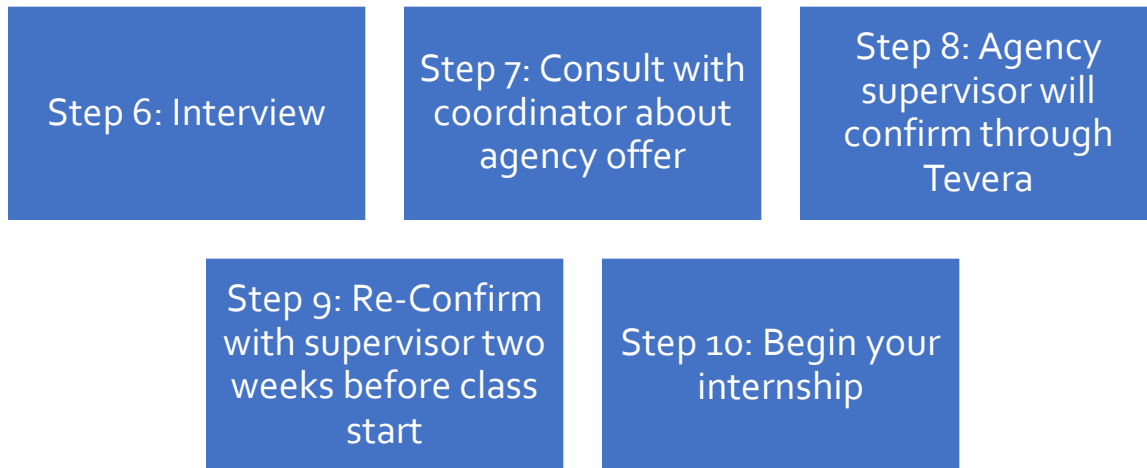 Step 6: Interview
Step 7: Consult with
coordinator about
agency offer
Step 8: Agency
supervisor will
confirm through
Tevera
Step 9: Re-Confirm
with supervisor two
weeks before class
start
Step 10: Begin your
internship